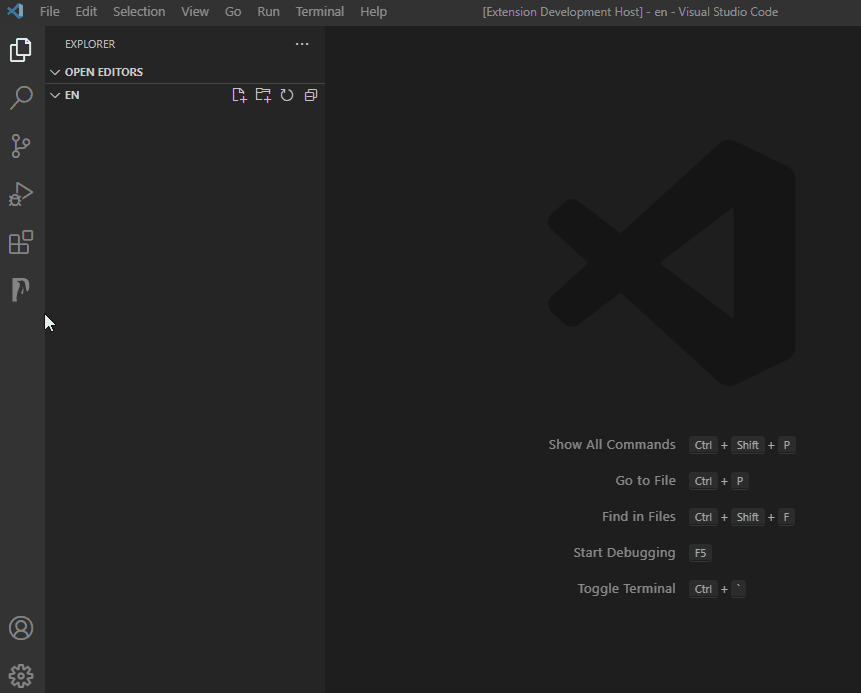 File Edit Selection View Go Run Terminal Help [Extension Development Host] - en - Visual Studio Code
EXPLORER
OPEN EDITORS
EN
Show All Commands Ctrl + Shift + P
Go to File Ctrl + P
Find in Files Ctrl + Shift + F
Start Debugging F5
Toggle Terminal Ctrl + `